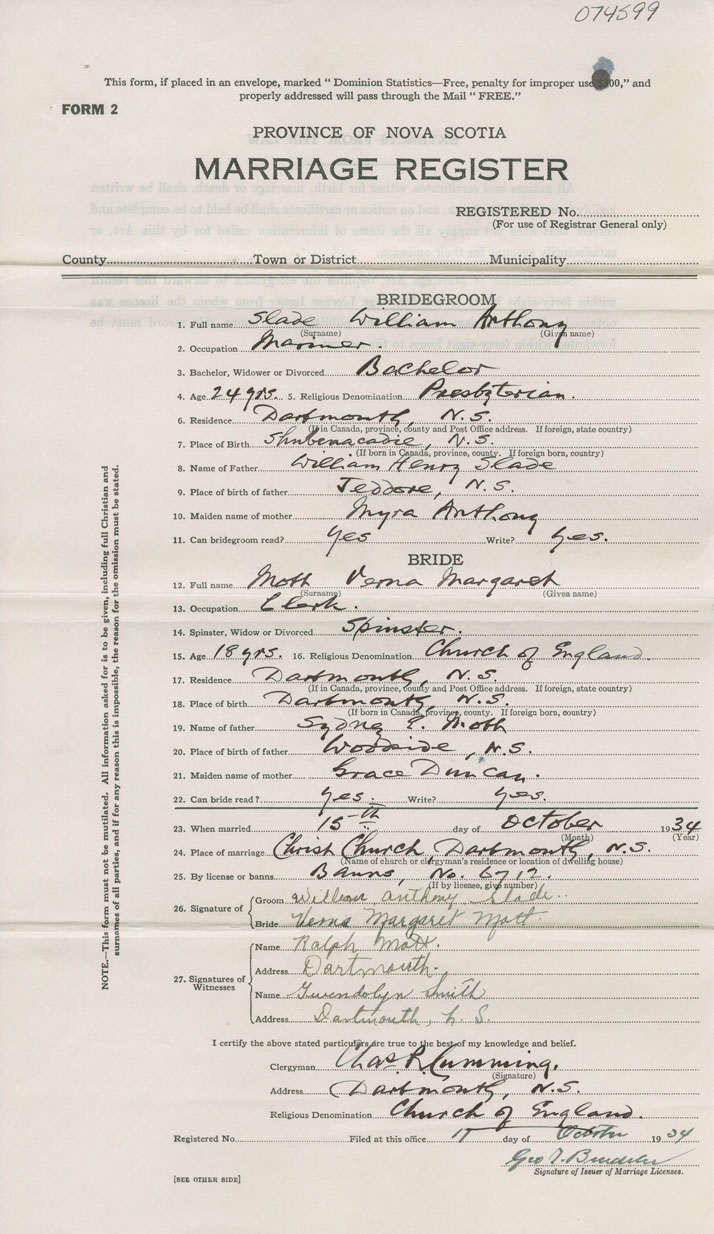 074599
This form, if placed in an envelope, marked " Dominion Statistics—Free, penalty for improper use $300," and
properly addressed will pass through the Mail " FREE."
FORM 2
PROVINCE OF NOVA SCOTIA
MARRIAGE REGISTER
REGISTERED No.
(For use of Registrar General only)
County Town or District Municipality
BRIDEGROOM
1. Full name Slade William Anthony
(Surname) (Given name)
2. Occupation Mariner.
3. Bachelor, Widower or Divorced Bachelor
4. Age 24 yrs. 5. Religious Denomination Presbyterian.
6. Residence Dartmouth, N.S.
(If in Canada, province, county and Post Office address. If foreign, state country)
7. Place of Birth Shubenacadie, N.S.
(If born in Canada, province, county. If foreign born, country)
8. Name of Father William Henry Slade
9. Place of birth of father Jeddore, N.S.
10. Maiden name of mother Myra Anthony
11. Can bridegroom read? Yes Write? Yes.
BRIDE
12. Full name Moth Verna Margaret
(Surname) (Given name)
13. Occupation Clerk.
14. Spinster, Widow or Divorced Spinster.
15. Age 18 yrs. 16. Religious Denomination Church of England.
17. Residence Dartmouth, N.S.
(If in Canada, province, county and Post Office address. If foreign, state country)
18. Place of birth Dartmouth, N.S.
(If born in Canada, province, county. If foreign born, country)
19. Name of father Sydney E. Moth
20. Place of birth of father Woodside, N.S.
21. Maiden name of mother Grace Duncan.
22. Can bride read? Yes. Write? Yes.
23. When married 15th day of October 1934
(Month) (Year)
24. Place of marriage Christ Church, Dartmouth, N.S.
(Name of church or clergyman's residence or location of dwelling house)
25. By license or banns Banns, No. 6712.
(If by license, give number)
26. Signature of Groom William Anthony Slade.
Bride Verna Margaret Mott.
27. Signatures of Witnesses Name Ralph Mott.
Address Dartmouth.
Name Gwendolyn Smith
Address Dartmouth, N. S.
I certify the above stated particulars are true to the best of my knowledge and belief.
Clergyman Chas. R. Cumming.
(Signature)
Address Dartmouth, N.S.
Religious Denomination Church of England.
Registered No. Filed at this office 17 day of October 1934
Geo
Signature of Issuer of Marriage Licenses.
[SEE OTHER SIDE]
NOTE.—This form must not be mutilated. All information asked for is to be given, including full Christian and
surnames of all parties, and if for any reason this is impossible, the reason for the omission must be stated.